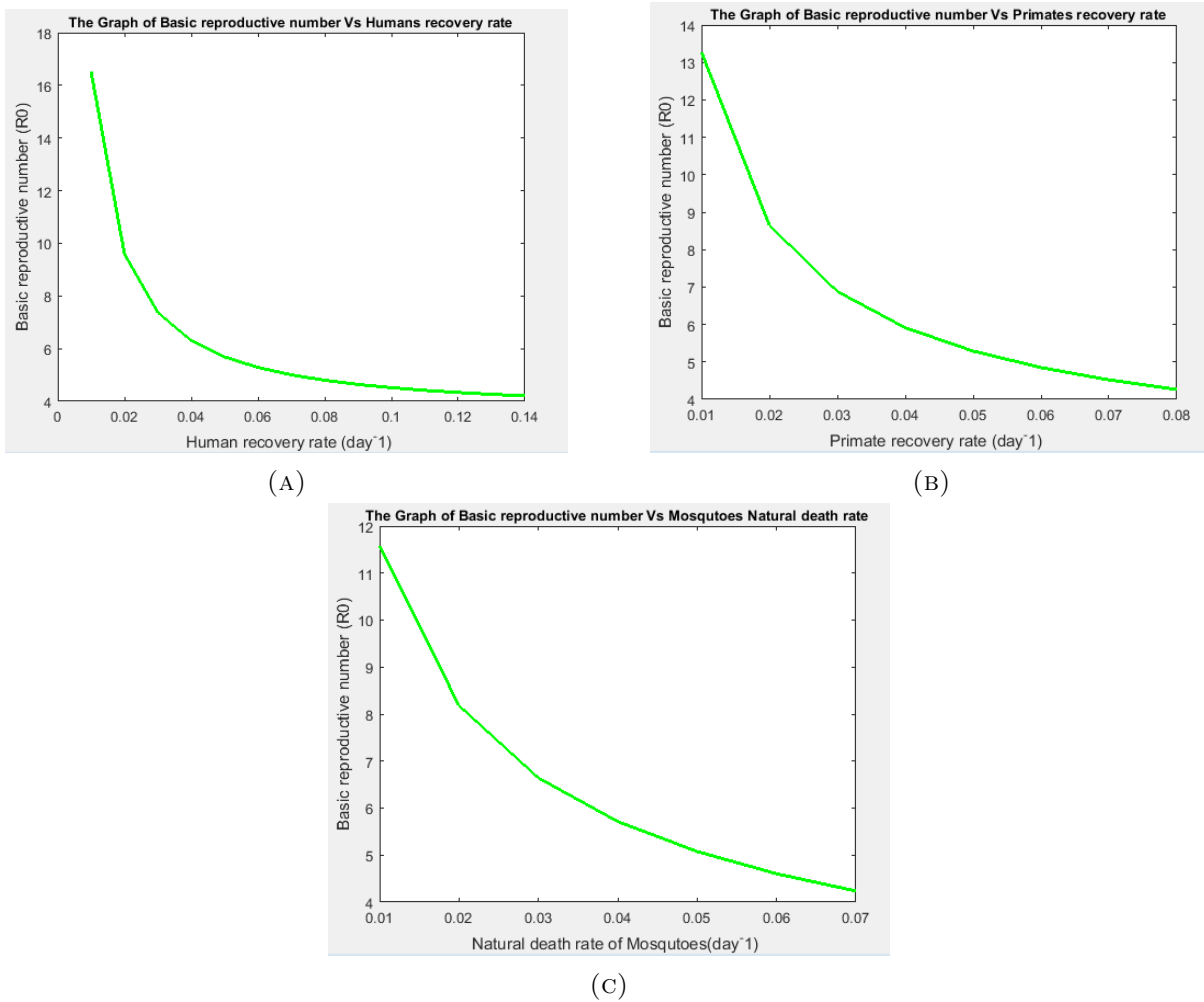 The Graph of Basic reproductive number Vs Humans recovery rate
18
16
14
12
10
8
6
4
Basic reproductive number (R0)
0 0.02 0.04 0.06 0.08 0.1 0.12 0.14
Human recovery rate (day-1)
(A)
The Graph of Basic reproductive number Vs Primates recovery rate
14
13
12
11
10
9
8
7
6
5
4
Basic reproductive number (R0)
0.01 0.02 0.03 0.04 0.05 0.06 0.07 0.08
Primate recovery rate (day-1)
(B)
The Graph of Basic reproductive number Vs Mosqutoes Natural death rate
12
11
10
9
8
7
6
5
4
Basic reproductive number (R0)
0.01 0.02 0.03 0.04 0.05 0.06 0.07
Natural death rate of Mosqutoes(day-1)
(C)